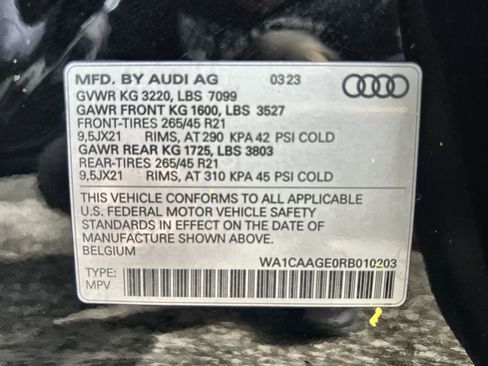 MFD. BY AUDI AG 03 23
GVWR KG 3220, LBS 7099
GAWR FRONT KG 1600, LBS 3527
FRONT-TIRES 265/45 R21
9,5JX21 RIMS, AT 290 KPA 42 PSI COLD
GAWR REAR KG 1725, LBS 3803
REAR-TIRES 265/45 R21
9,5JX21 RIMS, AT 310 KPA 45 PSI COLD
THIS VEHICLE CONFORMS TO ALL APPLICABLE
U.S. FEDERAL MOTOR VEHICLE SAFETY
STANDARDS IN EFFECT ON THE DATE OF
MANUFACTURE SHOWN ABOVE.
BELGIUM WA1CAAGE0RB010203
TYPE:
MPV